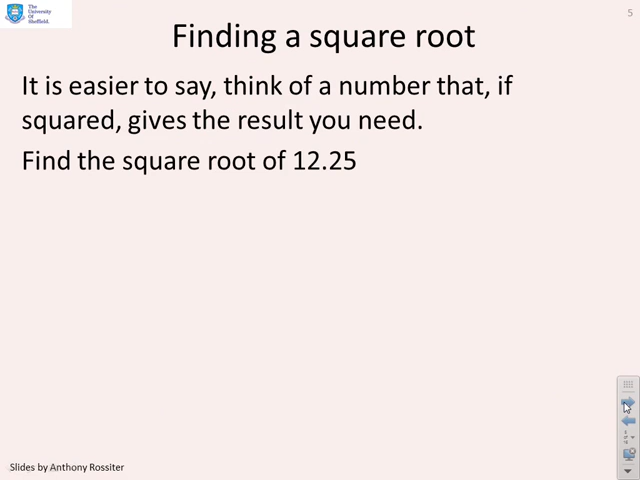 The
University
Of
Sheffield.
5
Finding a square root
It is easier to say, think of a number that, if
squared, gives the result you need.
Find the square root of 12.25
Slides by Anthony Rossiter